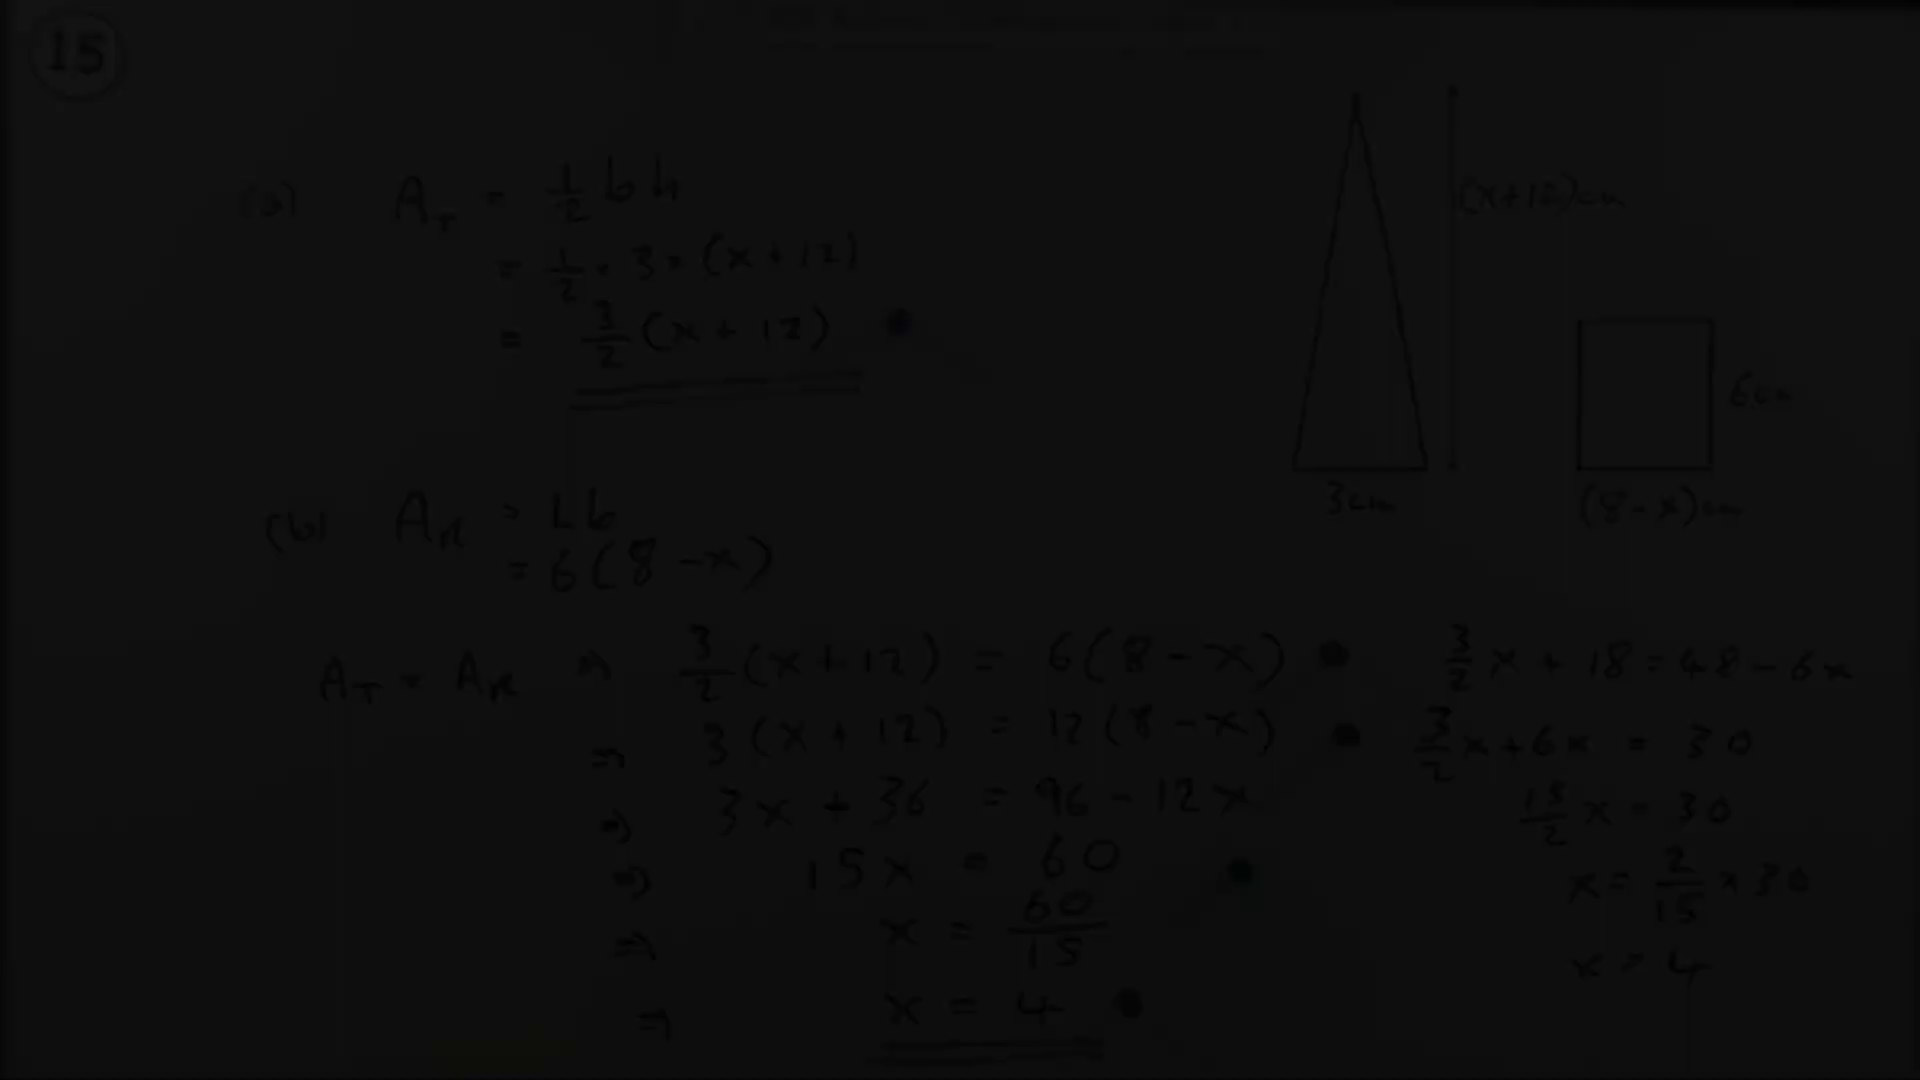 15
(a) A_T = 1/2 b h
= 1/2 × 3 × (x + 12)
= 3/2 (x + 12)
(x+12)cm
3cm
6cm
(8-x)cm
(b) A_R = Lb
= 6(8 - x)
A_T = A_R ⇒ 3/2 (x + 12) = 6(8 - x)
⇒ 3(x + 12) = 12(8 - x)
⇒ 3x + 36 = 96 - 12x
⇒ 15x = 60
⇒ x = 60/15
⇒ x = 4
3/2 x + 18 = 48 - 6x
3/2 x + 6x = 30
15/2 x = 30
x = 2/15 × 30
x = 4